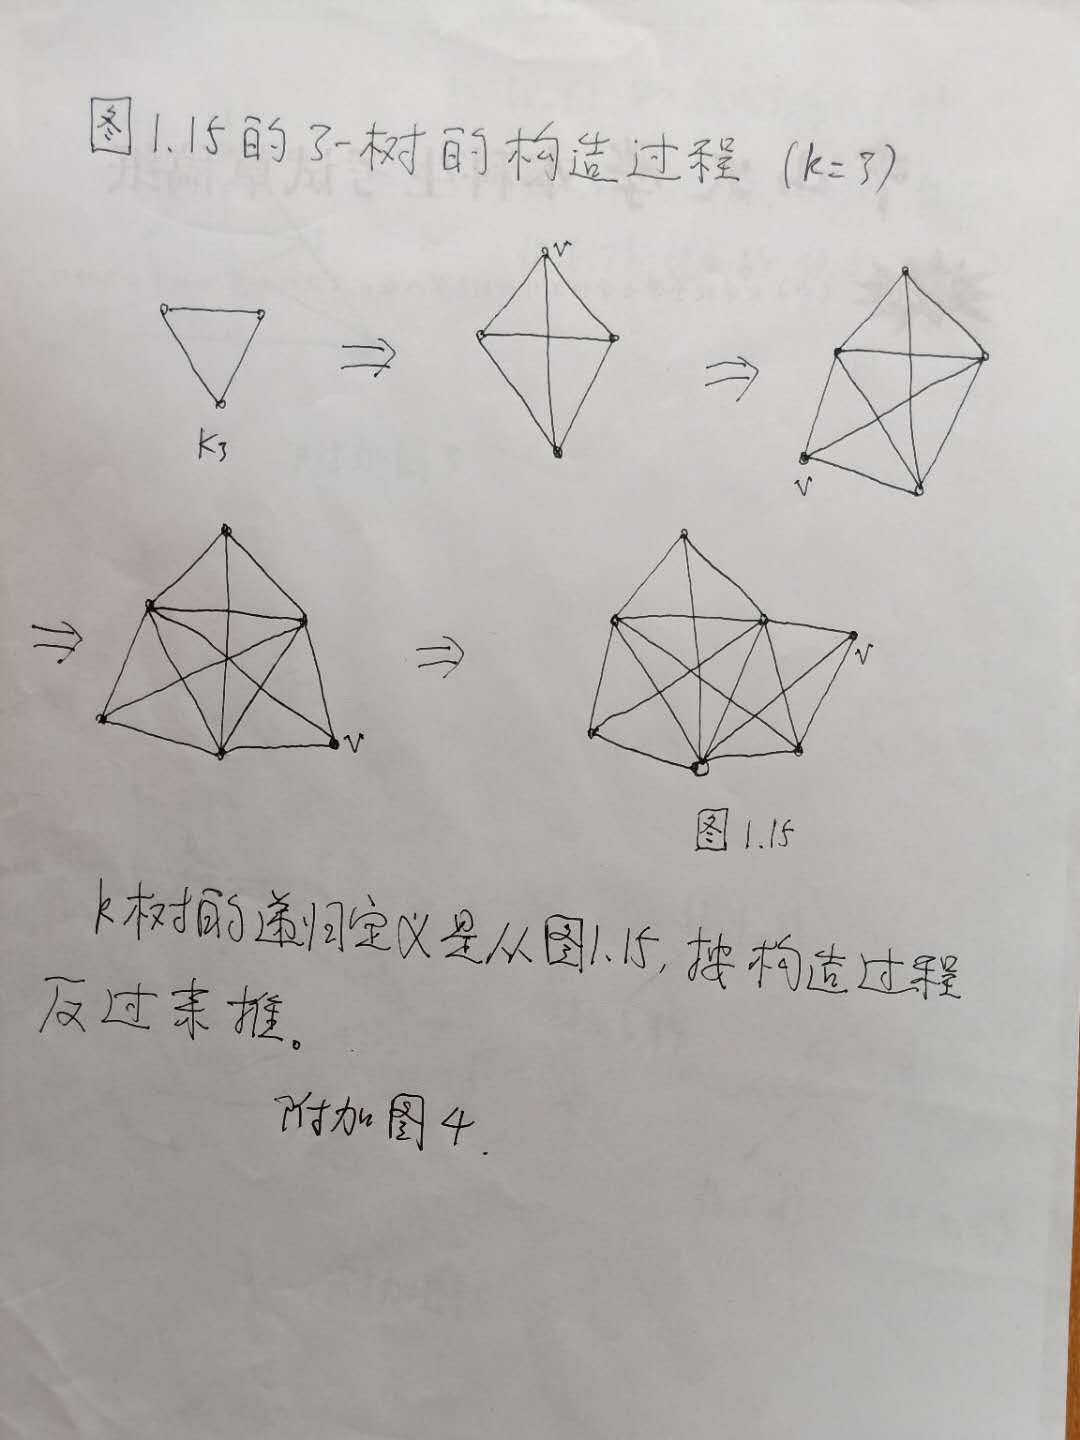 图1.15的3-树的构造过程 (k=3)
v
K3
v
v
v
图1.15
k树的递归定义是从图1.15,按构造过程
反过来推。
附加图4.